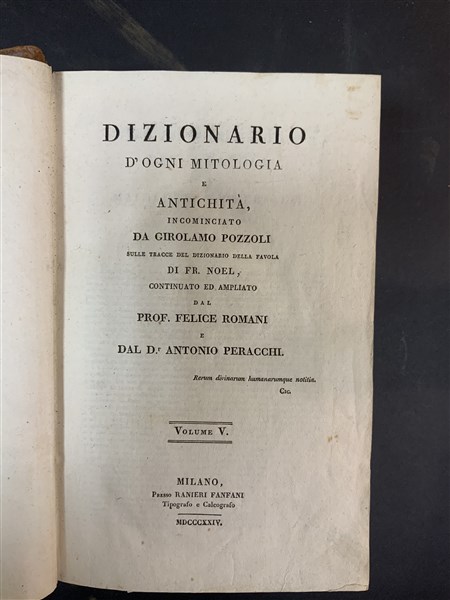 DIZIONARIO
D'OGNI MITOLOGIA
E
ANTICHITÀ,
INCOMINCIATO
DA GIROLAMO POZZOLI
SULLE TRACCE DEL DIZIONARIO DELLA FAVOLA
DI FR. NOEL,
CONTINUATO ED AMPLIATO
DAL
PROF. FELICE ROMANI
E
DAL D.r ANTONIO PERACCHI.
Rerum divinarum humanarumque notitia.
Cic.
VOLUME V.
MILANO,
Presso RANIERI FANFANI
Tipografo e Calcografo
MDCCCXXIV.